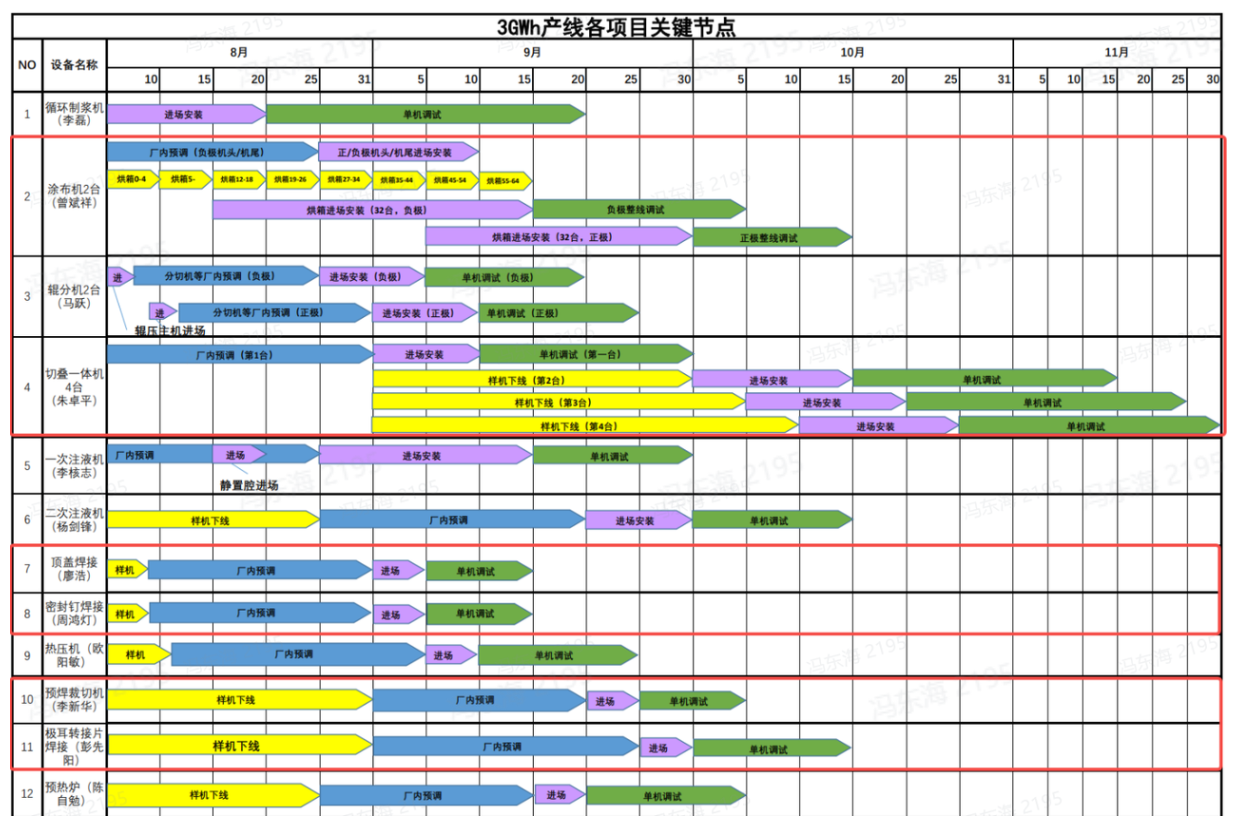 3GWh产线各项目关键节点
NO 设备名称 8月 9月 10月 11月
10 15 20 25 31 5 10 15 20 25 30 5 10 15 20 25 31 5 10 15 20 25 30
1 循环制浆机（李磊） 进场安装 单机调试
2 涂布机2台（曾斌祥）
厂内预调（负极机头/机尾） 正/负极机头/机尾进场安装
烘箱0-4 烘箱5- 烘箱12-18 烘箱19-26 烘箱27-34 烘箱35-44 烘箱45-54 烘箱55-64
烘箱进场安装（32台，负极） 负极整线调试
烘箱进场安装（32台，正极） 正极整线调试
3 辊分机2台（马跃）
进 分切机等厂内预调（负极） 进场安装（负极） 单机调试（负极）
进 分切机等厂内预调（正极） 进场安装（正极） 单机调试（正极）
辊压主机进场
4 切叠一体机4台（朱卓平）
厂内预调（第1台） 进场安装 单机调试（第一台）
样机下线（第2台） 进场安装 单机调试
样机下线（第3台） 进场安装 单机调试
样机下线（第4台） 进场安装 单机调试
5 一次注液机（李核志） 厂内预调 进场 进场安装 单机调试
静置腔进场
6 二次注液机（杨剑锋） 样机下线 厂内预调 进场安装 单机调试
7 顶盖焊接（廖浩） 样机 厂内预调 进场 单机调试
8 密封钉焊接（周鸿灯） 样机 厂内预调 进场 单机调试
9 热压机（欧阳敏） 样机 厂内预调 进场 单机调试
10 预焊裁切机（李新华） 样机下线 厂内预调 进场 单机调试
11 极耳转接片焊接（彭先阳） 样机下线 厂内预调 进场 单机调试
12 预热炉（陈自勉） 样机下线 厂内预调 进场 单机调试
冯东海 2195